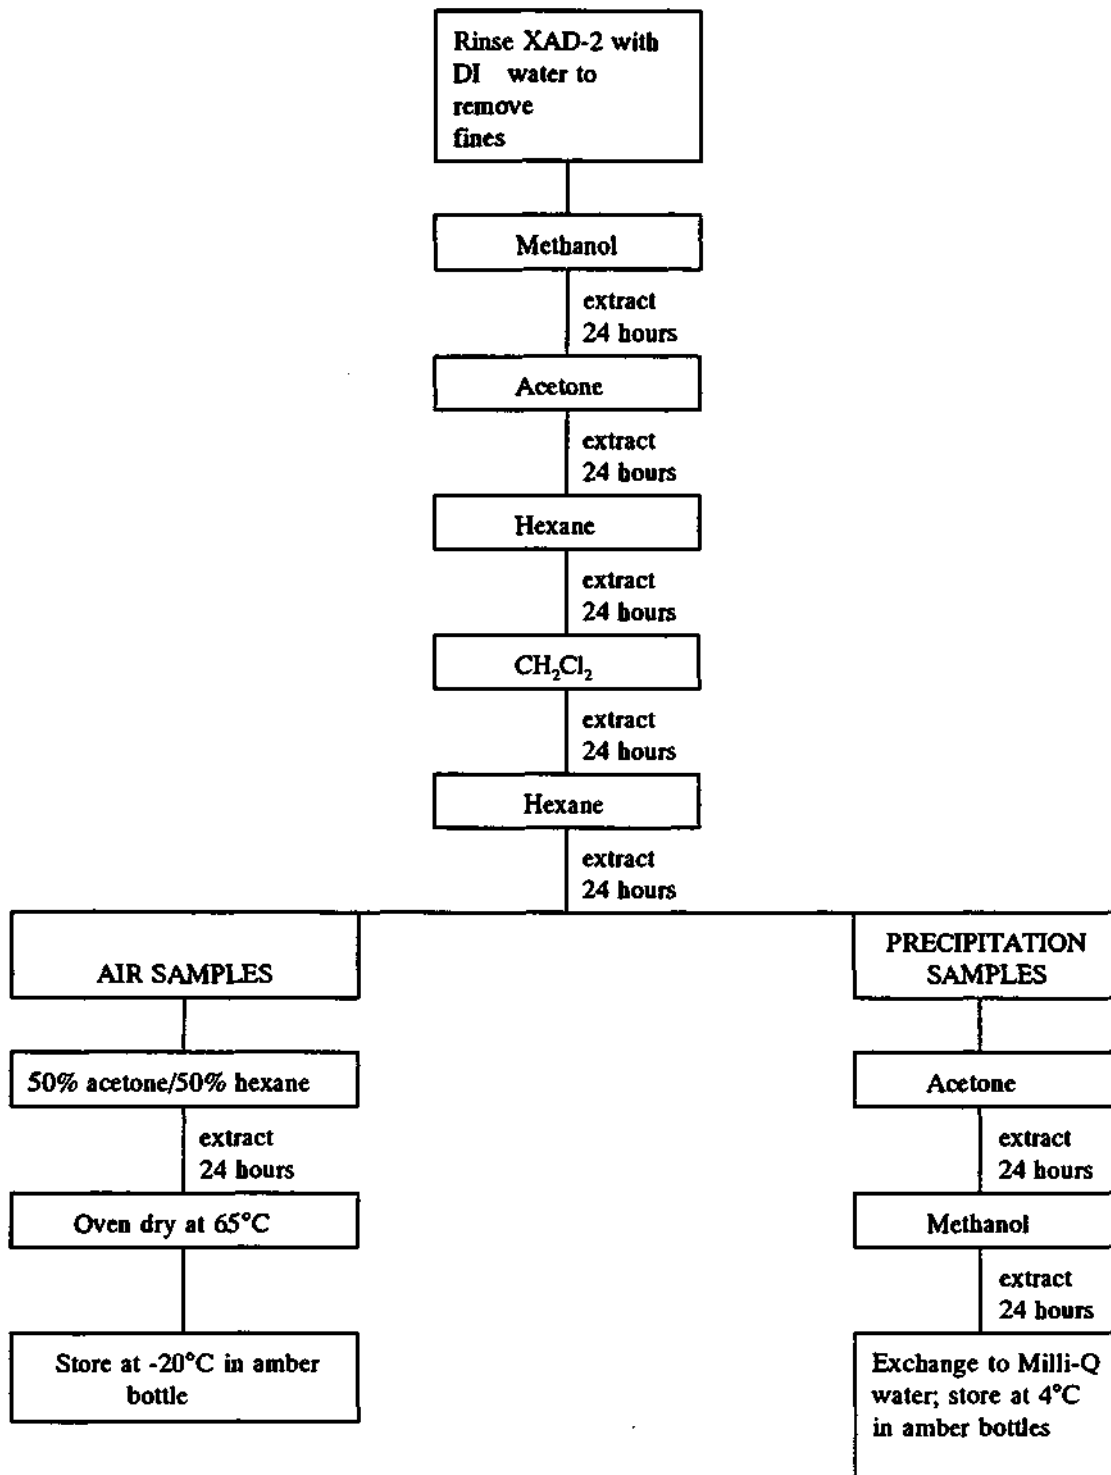 Rinse XAD-2 with
DI water to
remove
fines
Methanol
extract
24 hours
Acetone
extract
24 hours
Hexane
extract
24 hours
CH₂Cl₂
extract
24 hours
Hexane
extract
24 hours
AIR SAMPLES
50% acetone/50% hexane
extract
24 hours
Oven dry at 65°C
Store at -20°C in amber
bottle
PRECIPITATION
SAMPLES
Acetone
extract
24 hours
Methanol
extract
24 hours
Exchange to Milli-Q
water; store at 4°C
in amber bottles